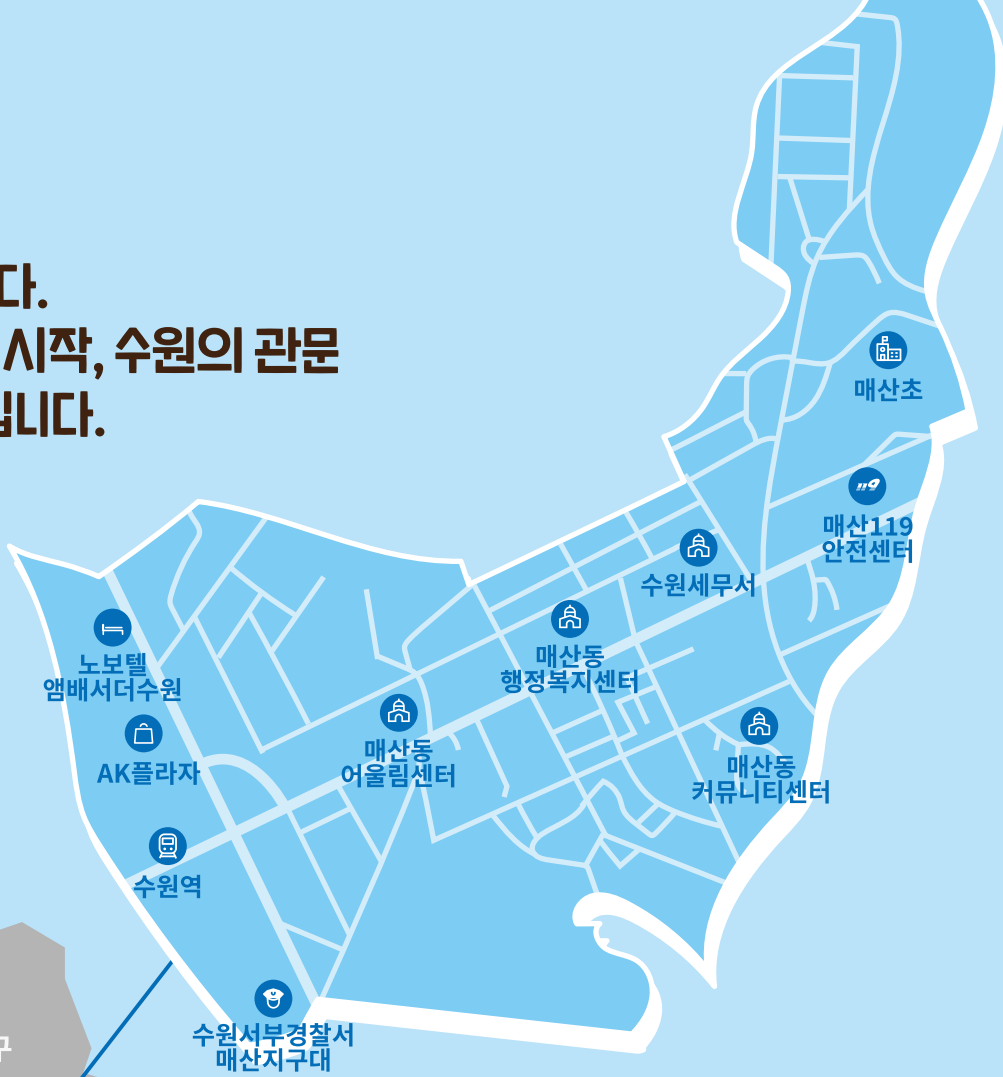 다.
시작, 수원의 관문
입니다.
매산초
119
매산119
안전센터
수원세무서
매산동
행정복지센터
노보텔
앰배서더수원
매산동
어울림센터
AK플라자
매산동
커뮤니티센터
수원역
수원서부경찰서
매산지구대
구